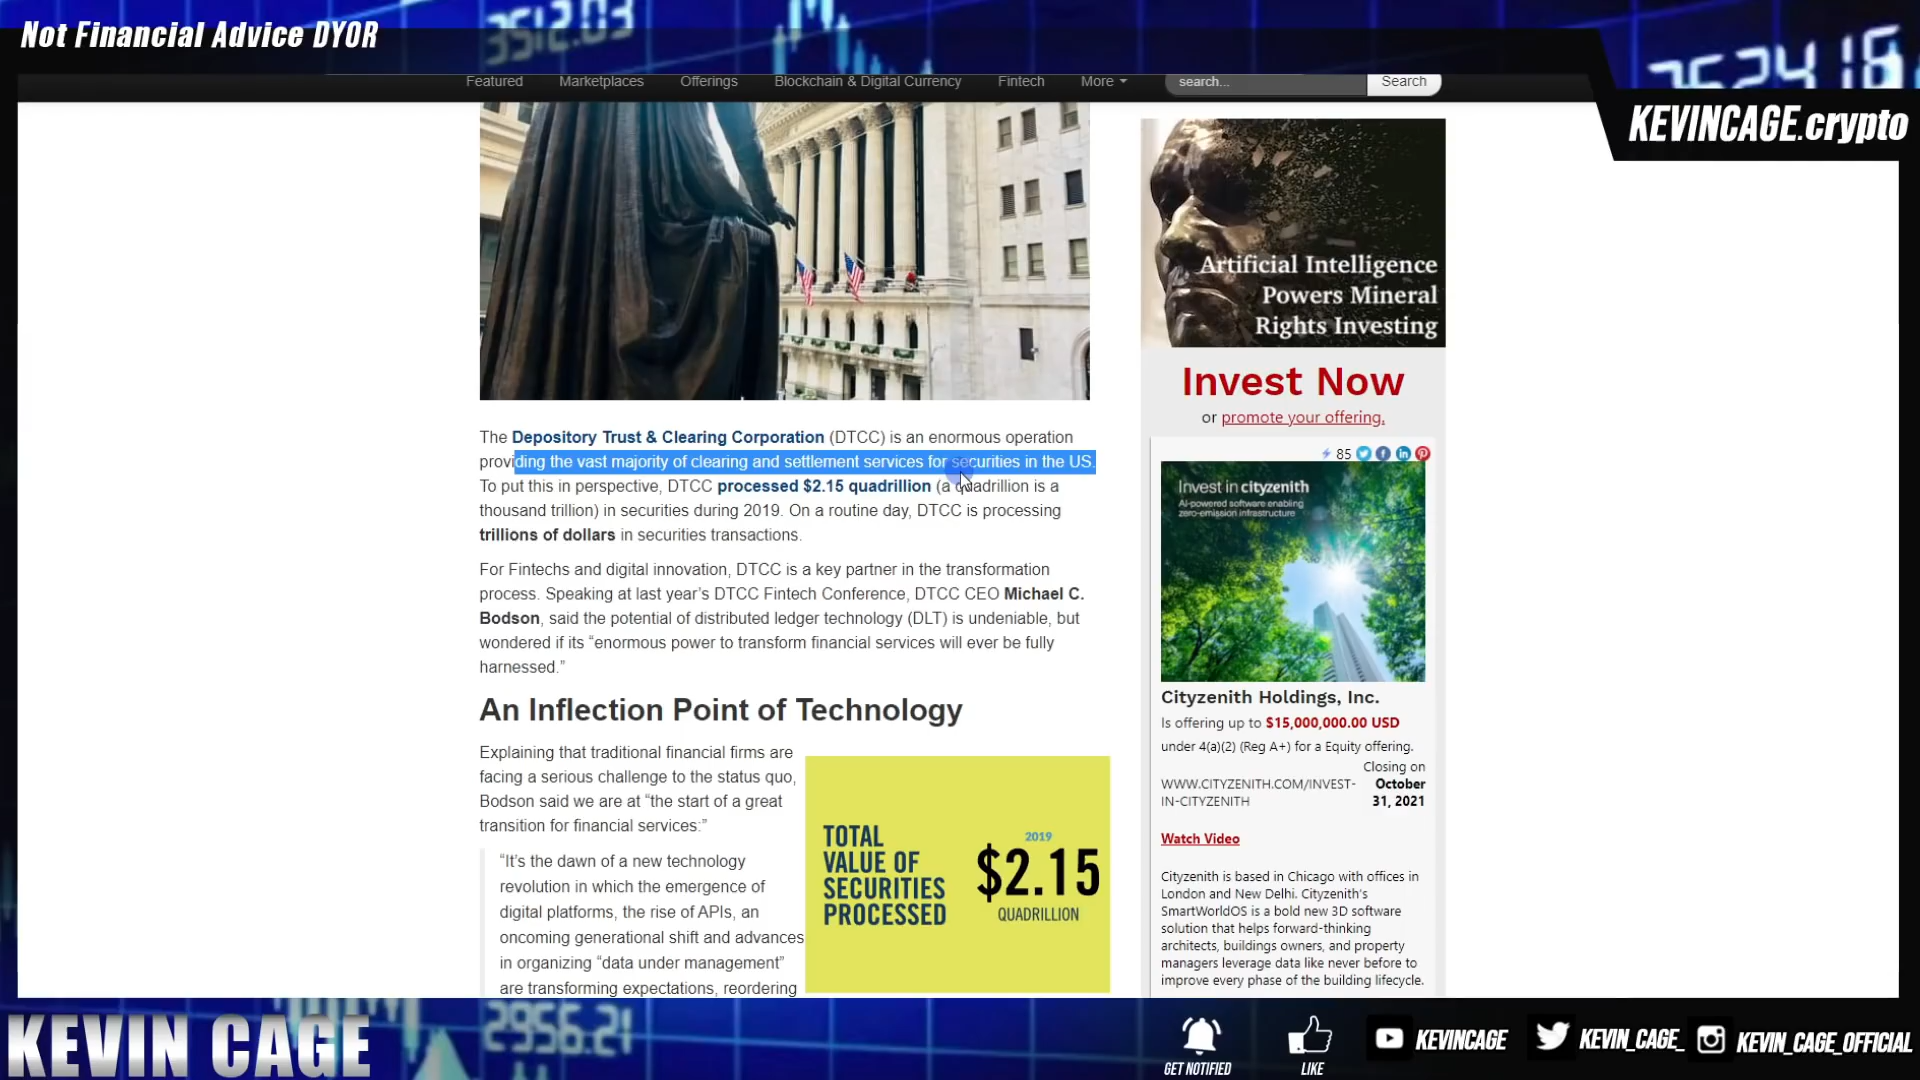 Not Financial Advice DYOR
3512.03
KEVINCAGE.crypto
Featured Marketplaces Offerings Blockchain & Digital Currency Fintech More search... Search
Artificial Intelligence
Powers Mineral
Rights Investing
Invest Now
or promote your offering.
The Depository Trust & Clearing Corporation (DTCC) is an enormous operation
providing the vast majority of clearing and settlement services for securities in the US.
To put this in perspective, DTCC processed $2.15 quadrillion (a quadrillion is a
thousand trillion) in securities during 2019. On a routine day, DTCC is processing
trillions of dollars in securities transactions.
For Fintechs and digital innovation, DTCC is a key partner in the transformation
process. Speaking at last year’s DTCC Fintech Conference, DTCC CEO Michael C.
Bodson, said the potential of distributed ledger technology (DLT) is undeniable, but
wondered if its “enormous power to transform financial services will ever be fully
harnessed.”
An Inflection Point of Technology
Explaining that traditional financial firms are
facing a serious challenge to the status quo,
Bodson said we are at “the start of a great
transition for financial services:”
“It’s the dawn of a new technology
revolution in which the emergence of
digital platforms, the rise of APIs, an
oncoming generational shift and advances
in organizing “data under management”
are transforming expectations, reordering
TOTAL
VALUE OF
SECURITIES
PROCESSED
2019
$2.15
QUADRILLION
85
Invest in cityzenith
AI-powered software enabling
zero-emission infrastructure
Cityzenith Holdings, Inc.
Is offering up to $15,000,000.00 USD
under 4(a)(2) (Reg A+) for a Equity offering.
WWW.CITYZENITH.COM/INVEST-
IN-CITYZENITH
Closing on
October
31, 2021
Watch Video
Cityzenith is based in Chicago with offices in
London and New Delhi. Cityzenith’s
SmartWorldOS is a bold new 3D software
solution that helps forward-thinking
architects, buildings owners, and property
managers leverage data like never before to
improve every phase of the building lifecycle.
KEVIN CAGE
2956.21
GET NOTIFIED
LIKE
KEVINCAGE
KEVIN_CAGE_
KEVIN_CAGE_OFFICIAL